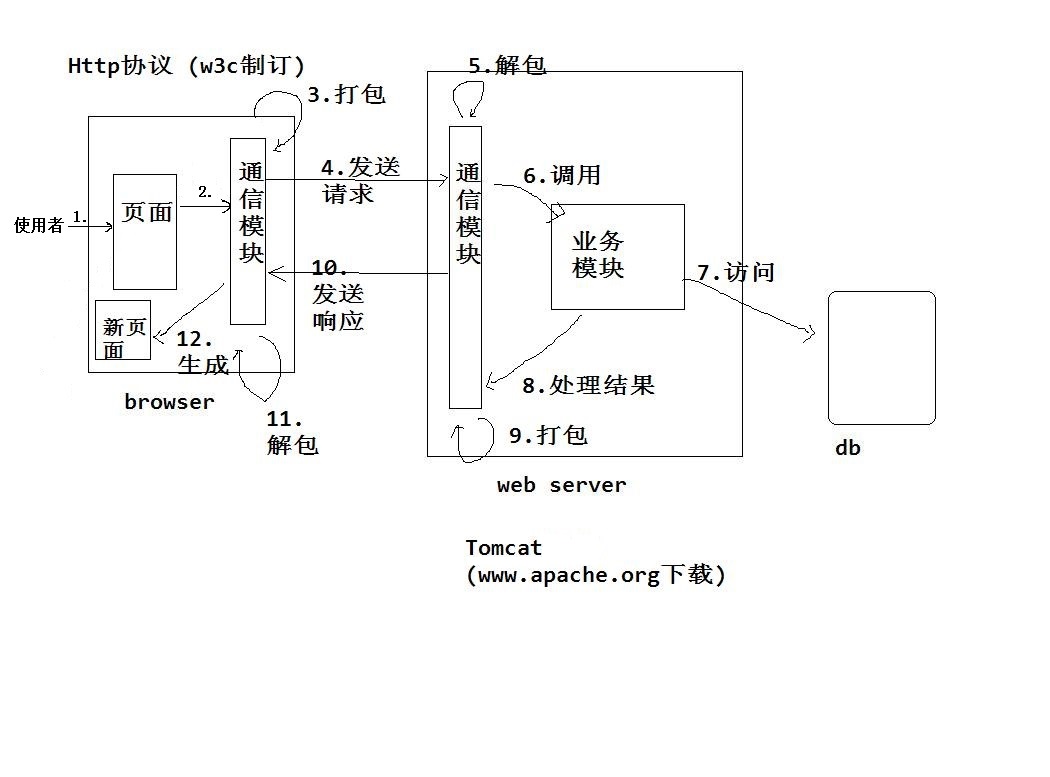 Http协议 (w3c制订)
5.解包
3.打包
通
信
模
块
4.发送
请求
通
信
模
块
6.调用
使用者
1.
页面
2.
业务
模块
7.访问
10.
发送
响应
新页
面
12.
生成
8.处理结果
browser
11.
解包
9.打包
db
web server
Tomcat
(www.apache.org下载)